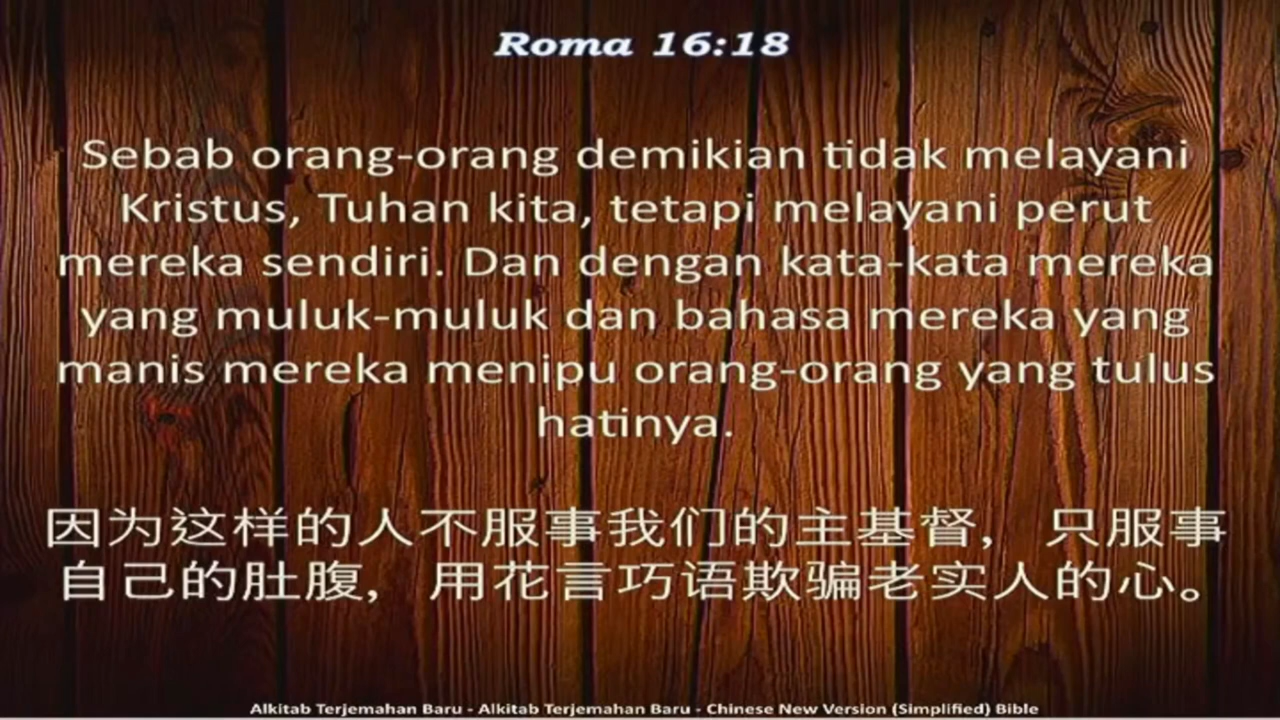 Roma 16:18
Sebab orang-orang demikian tidak melayani
Kristus, Tuhan kita, tetapi melayani perut
mereka sendiri. Dan dengan kata-kata mereka
yang muluk-muluk dan bahasa mereka yang
manis mereka menipu orang-orang yang tulus
hatinya.
因为这样的人不服事我们的主基督，只服事
自己的肚腹，用花言巧语欺骗老实人的心。
Alkitab Terjemahan Baru - Alkitab Terjemahan Baru - Chinese New Version (Simplified) Bible